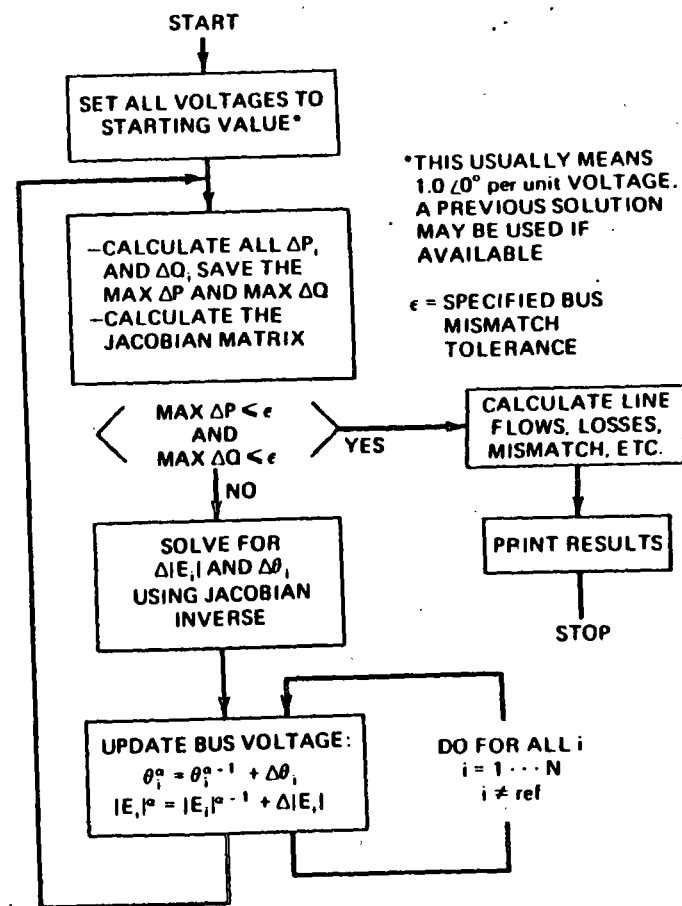 START
SET ALL VOLTAGES TO
STARTING VALUE*
*THIS USUALLY MEANS
1.0 ∠0° per unit VOLTAGE.
A PREVIOUS SOLUTION
MAY BE USED IF
AVAILABLE
ϵ = SPECIFIED BUS
MISMATCH
TOLERANCE
–CALCULATE ALL ΔPᵢ
AND ΔQᵢ SAVE THE
MAX ΔP AND MAX ΔQ
–CALCULATE THE
JACOBIAN MATRIX
MAX ΔP ⩽ ϵ
AND
MAX ΔQ ⩽ ϵ
YES
CALCULATE LINE
FLOWS, LOSSES,
MISMATCH, ETC.
NO
PRINT RESULTS
STOP
SOLVE FOR
Δ|Eᵢ| AND Δθᵢ
USING JACOBIAN
INVERSE
UPDATE BUS VOLTAGE:
θᵢᵅ = θᵢᵅ⁻¹ + Δθᵢ
|Eᵢ|ᵅ = |Eᵢ|ᵅ⁻¹ + Δ|Eᵢ|
DO FOR ALL i
i = 1 ··· N
i ≠ ref